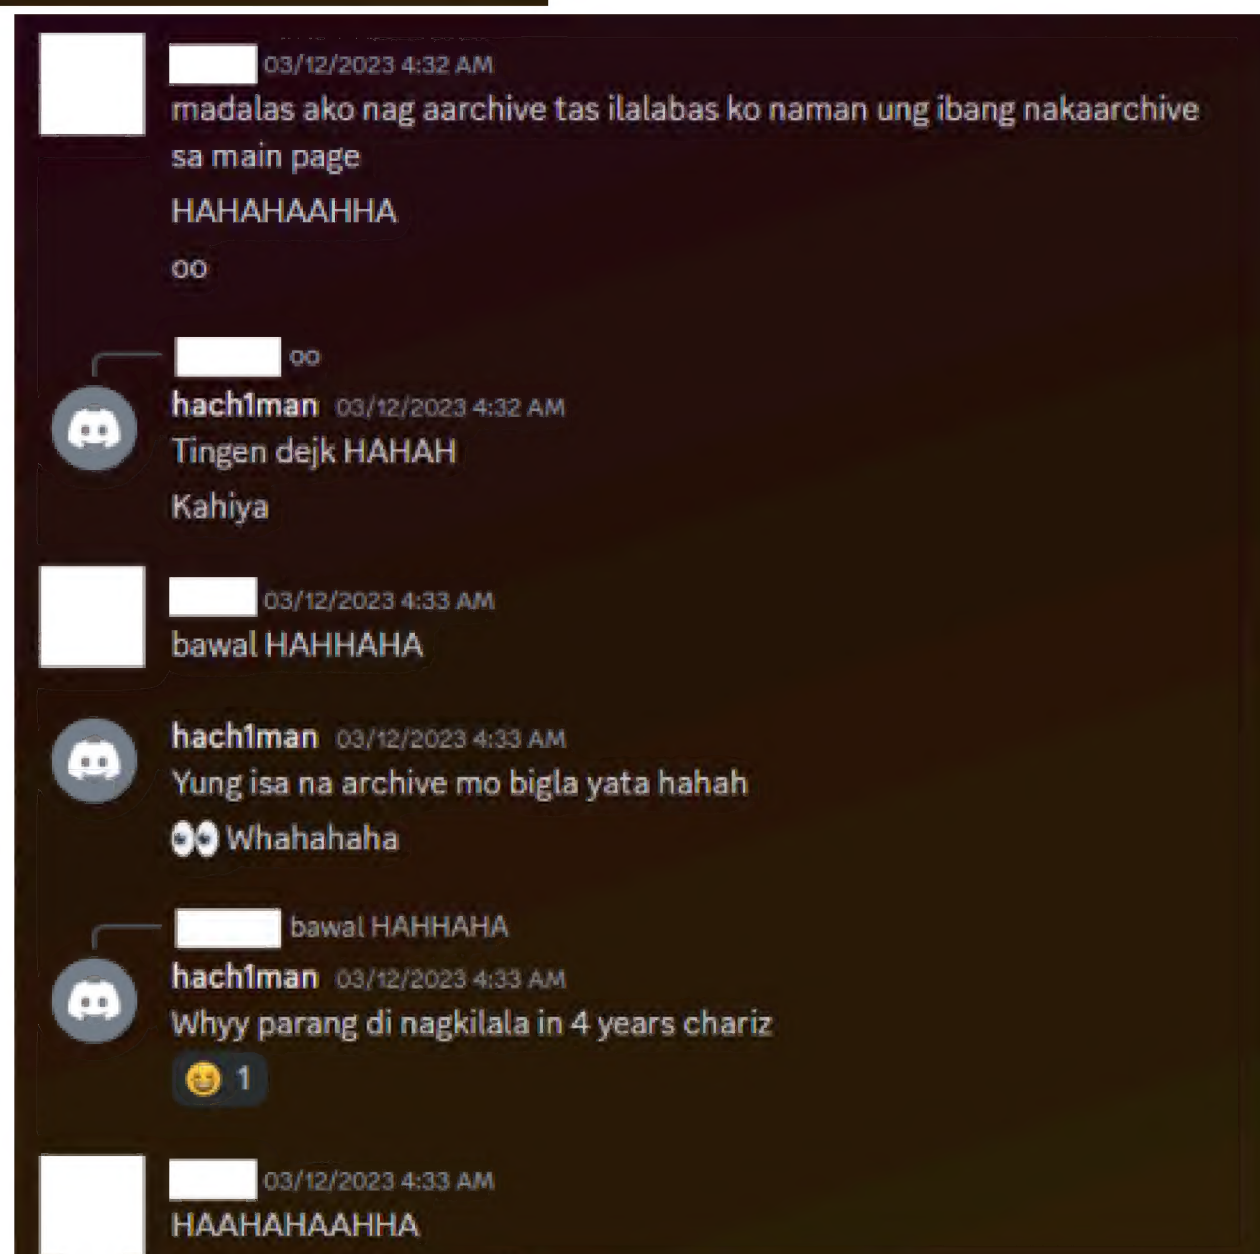 03/12/2023 4:32 AM
madalas ako nag aarchive tas ilalabas ko naman ung ibang nakaarchive
sa main page
HAHAHAAHHA
oo
oo
hach1man 03/12/2023 4:32 AM
Tingen dejk HAHAH
Kahiya
03/12/2023 4:33 AM
bawal HAHHAHA
hach1man 03/12/2023 4:33 AM
Yung isa na archive mo bigla yata hahah
👀 Whahahaha
bawal HAHHAHA
hach1man 03/12/2023 4:33 AM
Whyy parang di nagkilala in 4 years chariz
😆 1
03/12/2023 4:33 AM
HAAHAHAAHHA